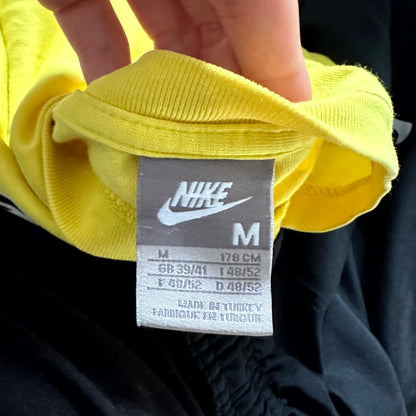 NIKE
M
M 178 CM
GB 39/41 I 48/52
F 48/52 D 48/52
MADE IN TURKEY
FABRIQUE EN TURQUIE